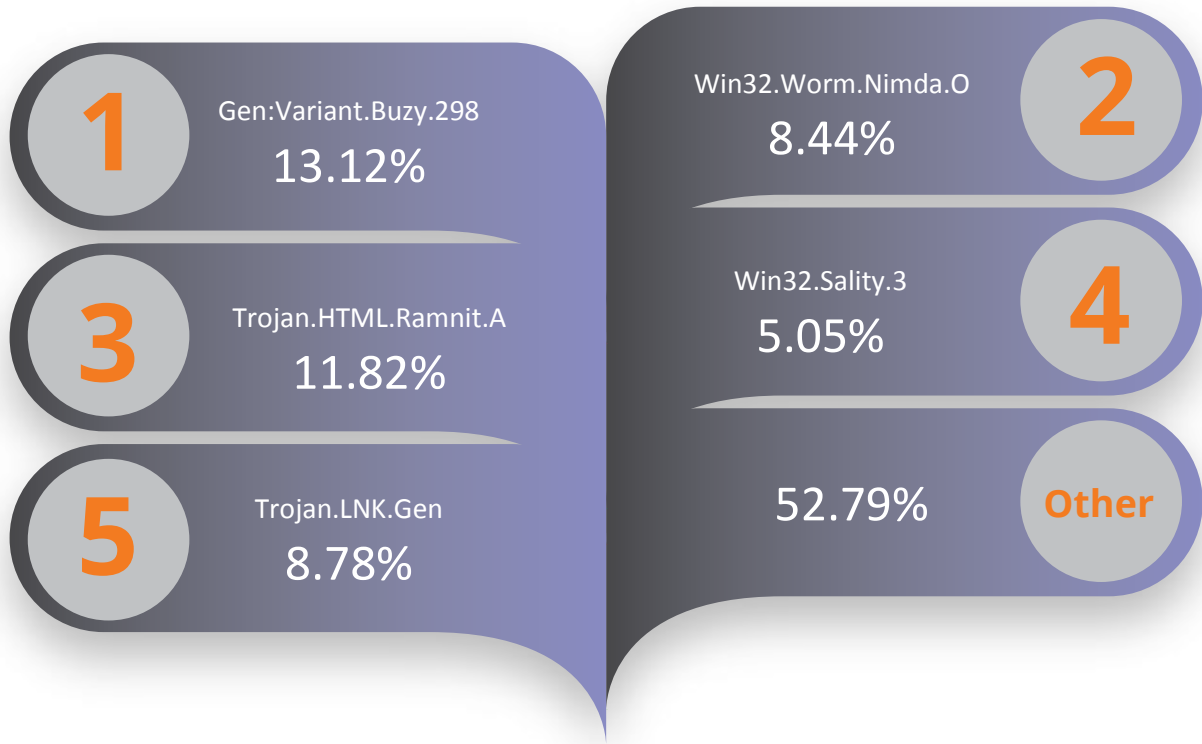 1
Gen:Variant.Buzy.298
13.12%
Win32.Worm.Nimda.O
8.44%
2
3
Trojan.HTML.Ramnit.A
11.82%
Win32.Sality.3
5.05%
4
5
Trojan.LNK.Gen
8.78%
52.79%
Other